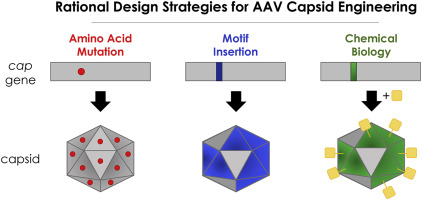 Rational Design Strategies for AAV Capsid Engineering
Amino Acid
Mutation
Motif
Insertion
Chemical
Biology
cap
gene
+
capsid